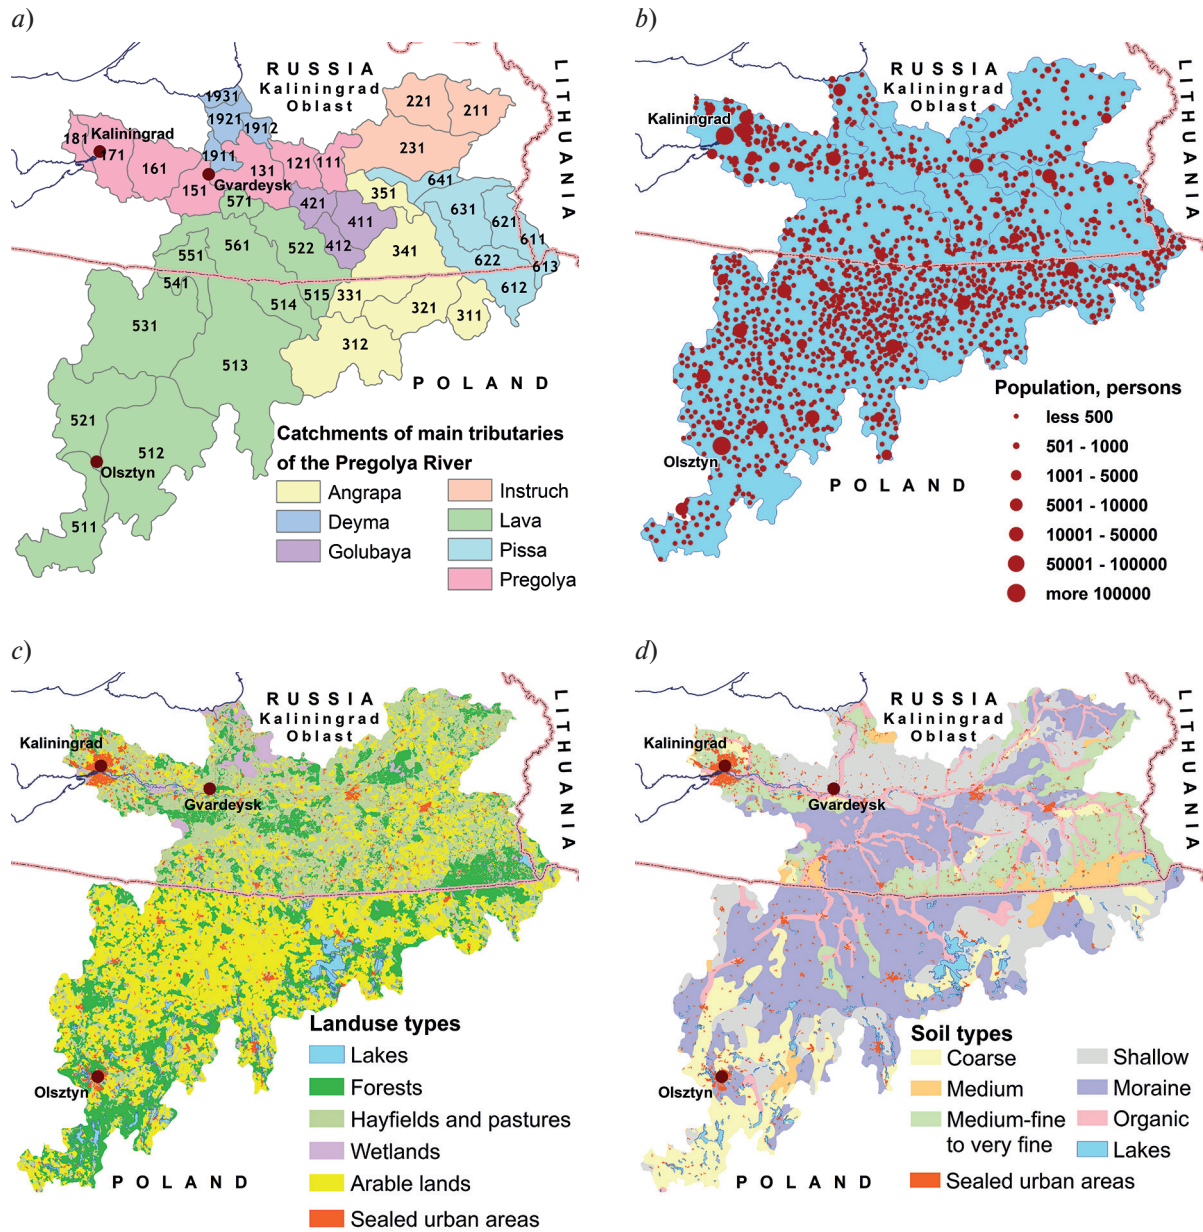 a)
RUSSIA
Kaliningrad
Oblast
LITHUANIA
1931
221
211
1921
1912
181
Kaliningrad
171
161
1911
131
121
111
231
151
Gvardeysk
641
351
571
421
411
631
621
561
522
412
341
611
551
622
613
541
515
331
612
514
321
311
531
312
513
POLAND
521
512
Olsztyn
511
Catchments of main tributaries
of the Pregolya River
Angrapa
Deyma
Golubaya
Instruch
Lava
Pissa
Pregolya
b)
RUSSIA
Kaliningrad
Oblast
LITHUANIA
Kaliningrad
Olsztyn
POLAND
Population, persons
less 500
501 - 1000
1001 - 5000
5001 - 10000
10001 - 50000
50001 - 100000
more 100000
c)
RUSSIA
Kaliningrad
Oblast
LITHUANIA
Kaliningrad
Gvardeysk
Olsztyn
POLAND
Landuse types
Lakes
Forests
Hayfields and pastures
Wetlands
Arable lands
Sealed urban areas
d)
RUSSIA
Kaliningrad
Oblast
LITHUANIA
Kaliningrad
Gvardeysk
Olsztyn
POLAND
Soil types
Coarse
Medium
Medium-fine
to very fine
Shallow
Moraine
Organic
Lakes
Sealed urban areas